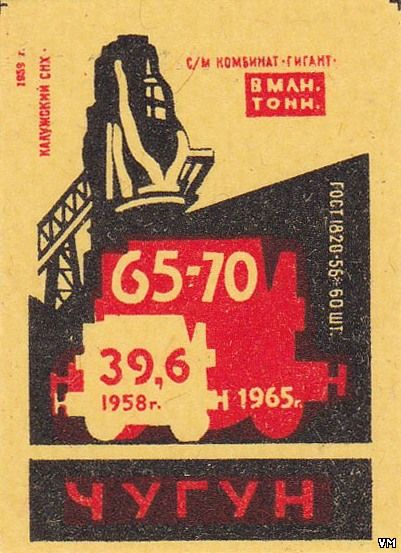 1959 г.
КАЛУЖСКИЙ СНХ ·
С/М КОМБИНАТ · ГИГАНТ ·
В МЛН.
ТОНН.
ГОСТ 1820-56 · 60 ШТ.
65-70
39,6
1958 г.
1965 г.
ЧУГУН
VM